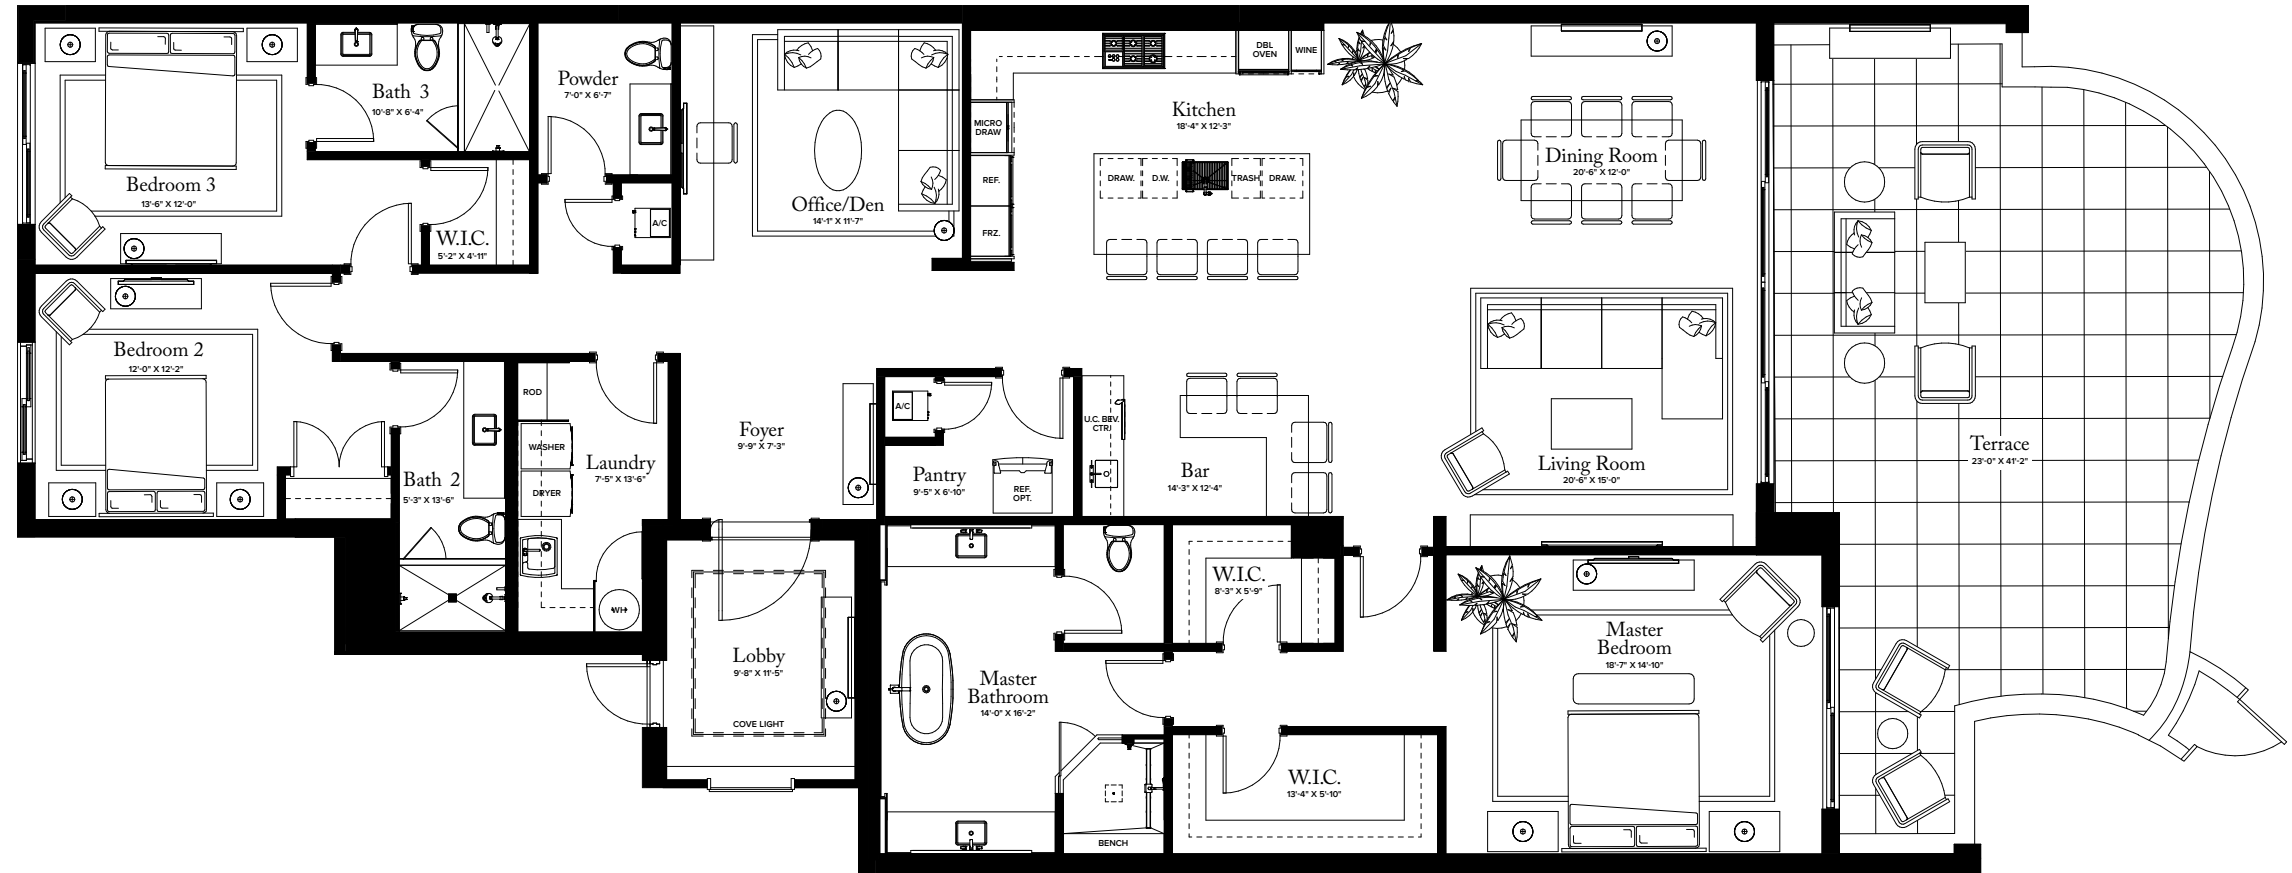 Bedroom 3
13'-6" X 12'-0"
Bath 3
10'-8" X 6'-4"
W.I.C.
5'-2" X 4'-11"
Powder
7'-0" X 6'-7"
A/C
Office/Den
14'-1" X 11'-7"
MICRO
DRAW
REF.
FRZ.
DBL
OVEN
WINE
Kitchen
18'-4" X 12'-3"
DRAW.
D.W.
TRASH
DRAW.
Dining Room
20'-6" X 12'-0"
Bedroom 2
12'-0" X 12'-2"
Bath 2
5'-3" X 13'-6"
ROD
WASHER
DRYER
Laundry
7'-5" X 13'-6"
WH
Foyer
9'-9" X 7'-3"
A/C
Pantry
9'-5" X 6'-10"
REF.
OPT.
U.C. BEV.
CTR.
Bar
14'-3" X 12'-4"
Living Room
20'-6" X 15'-0"
Terrace
23'-0" X 41'-2"
Lobby
9'-8" X 11'-5"
COVE LIGHT
Master
Bathroom
14'-0" X 16'-2"
BENCH
W.I.C.
8'-3" X 5'-9"
W.I.C.
13'-4" X 5'-10"
Master
Bedroom
18'-7" X 14'-10"